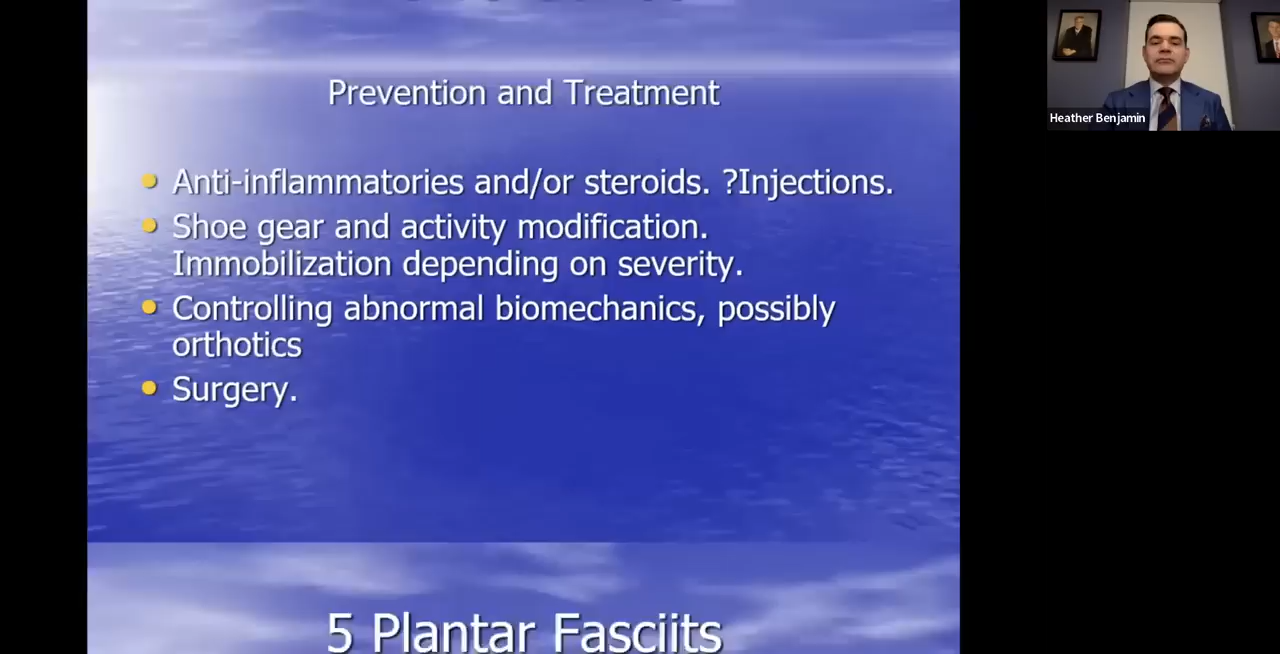 Prevention and Treatment
Anti-inflammatories and/or steroids. ?Injections.
Shoe gear and activity modification.
Immobilization depending on severity.
Controlling abnormal biomechanics, possibly
orthotics
Surgery.
5 Plantar Fasciits
Heather Benjamin